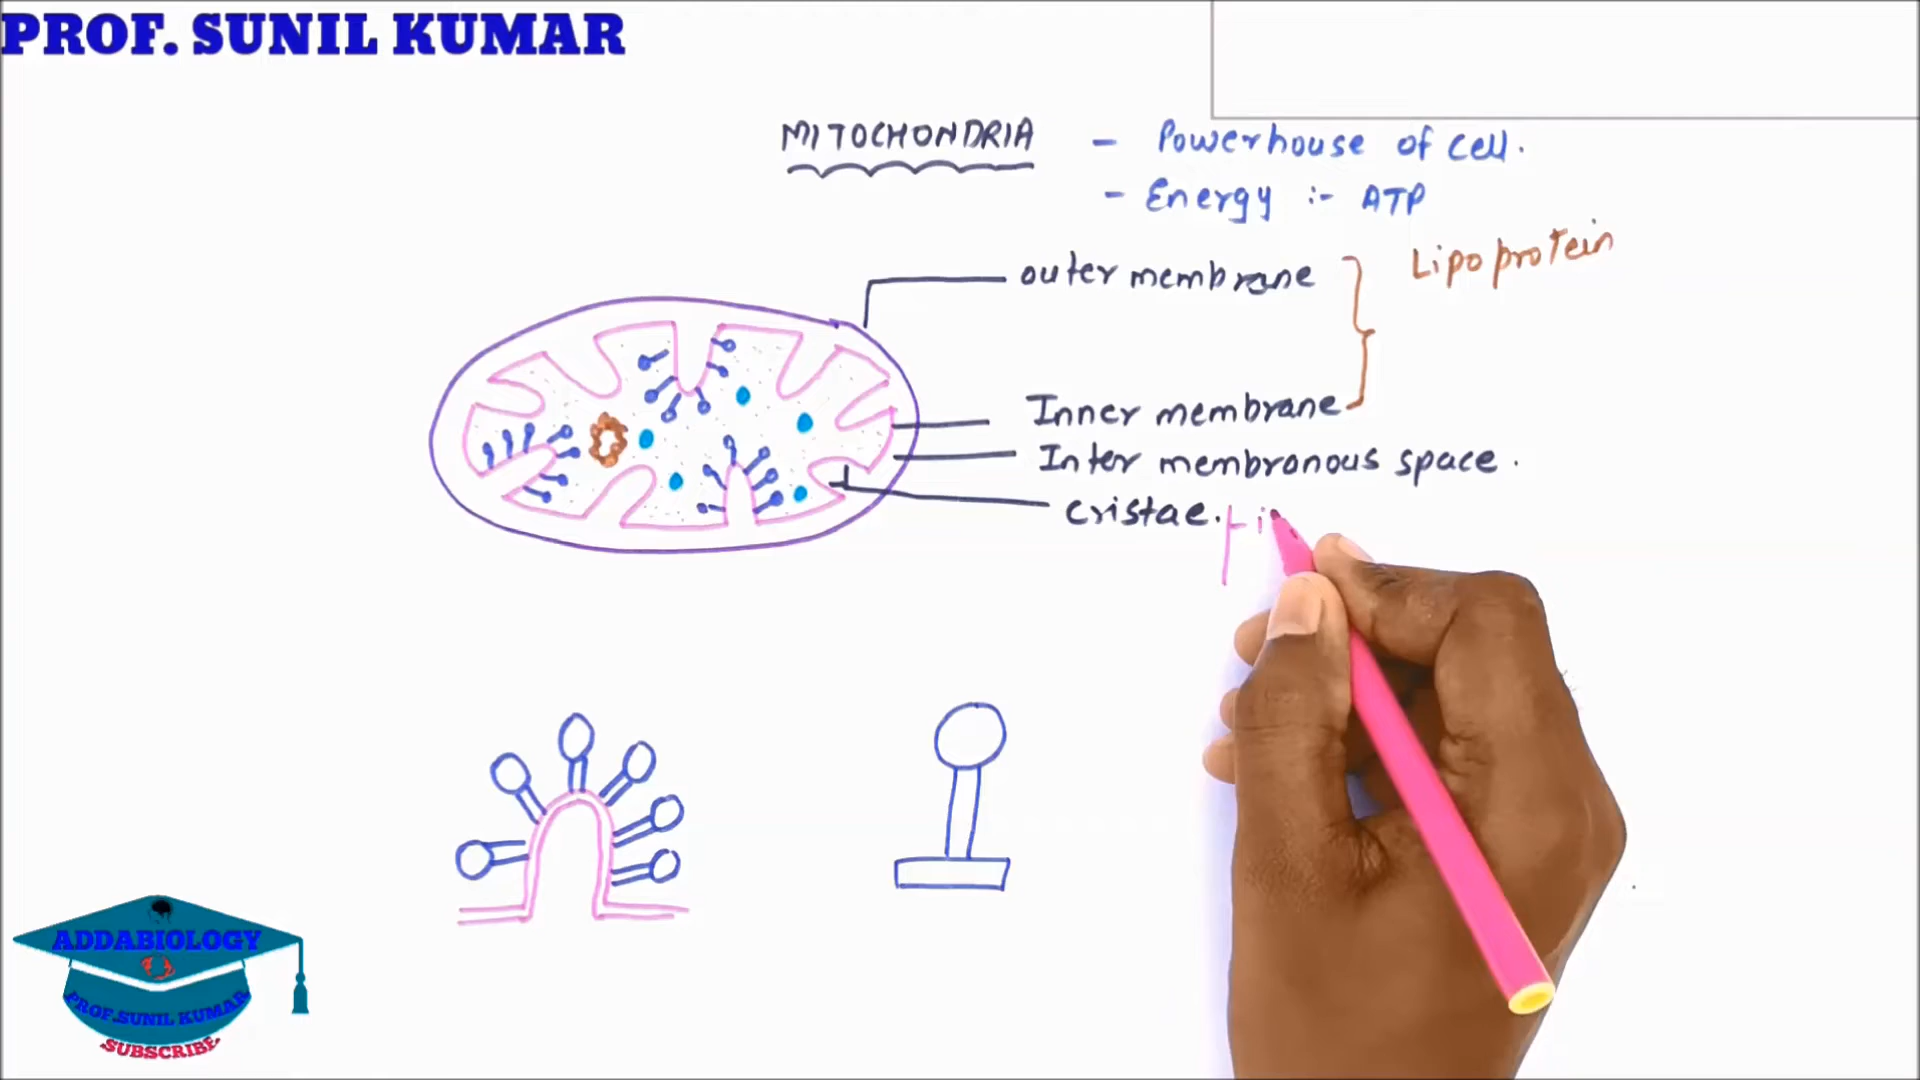 PROF. SUNIL KUMAR
MITOCHONDRIA - Powerhouse of cell.
- Energy :- ATP
outer membrane
Lipoprotein
Inner membrane
Inter membranous space.
cristae.
ADDABIOLOGY
PROF.SUNIL KUMAR
SUBSCRIBE